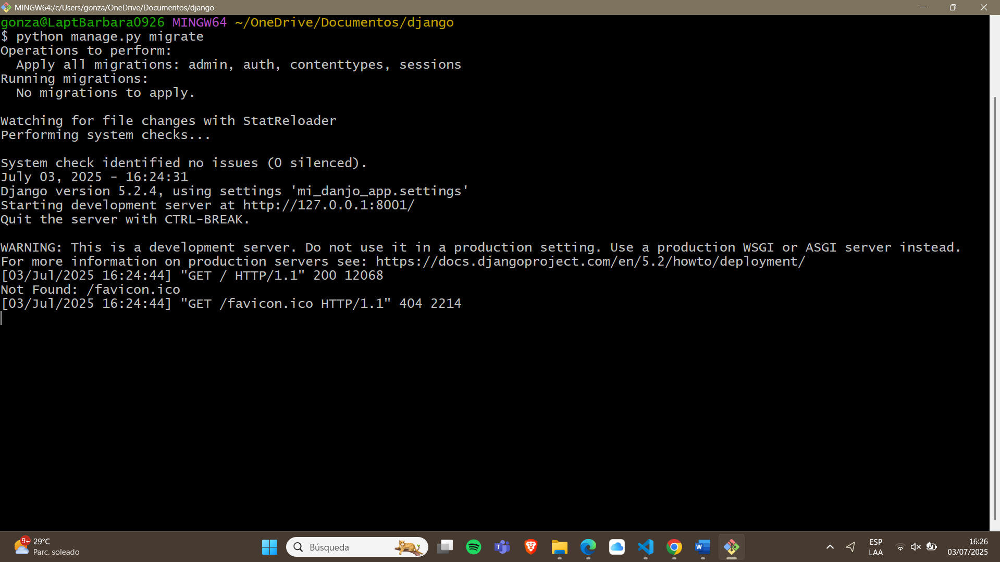 MINGW64:/c/Users/gonza/OneDrive/Documentos/django
gonza@LaptBarbara0926 MINGW64 ~/OneDrive/Documentos/django
$ python manage.py migrate
Operations to perform:
  Apply all migrations: admin, auth, contenttypes, sessions
Running migrations:
  No migrations to apply.
Watching for file changes with StatReloader
Performing system checks...
System check identified no issues (0 silenced).
July 03, 2025 - 16:24:31
Django version 5.2.4, using settings 'mi_danjo_app.settings'
Starting development server at http://127.0.0.1:8001/
Quit the server with CTRL-BREAK.
WARNING: This is a development server. Do not use it in a production setting. Use a production WSGI or ASGI server instead.
For more information on production servers see: https://docs.djangoproject.com/en/5.2/howto/deployment/
[03/Jul/2025 16:24:44] "GET / HTTP/1.1" 200 12068
Not Found: /favicon.ico
[03/Jul/2025 16:24:44] "GET /favicon.ico HTTP/1.1" 404 2214
9+
29°C
Parc. soleado
Búsqueda
ESP
LAA
16:26
03/07/2025